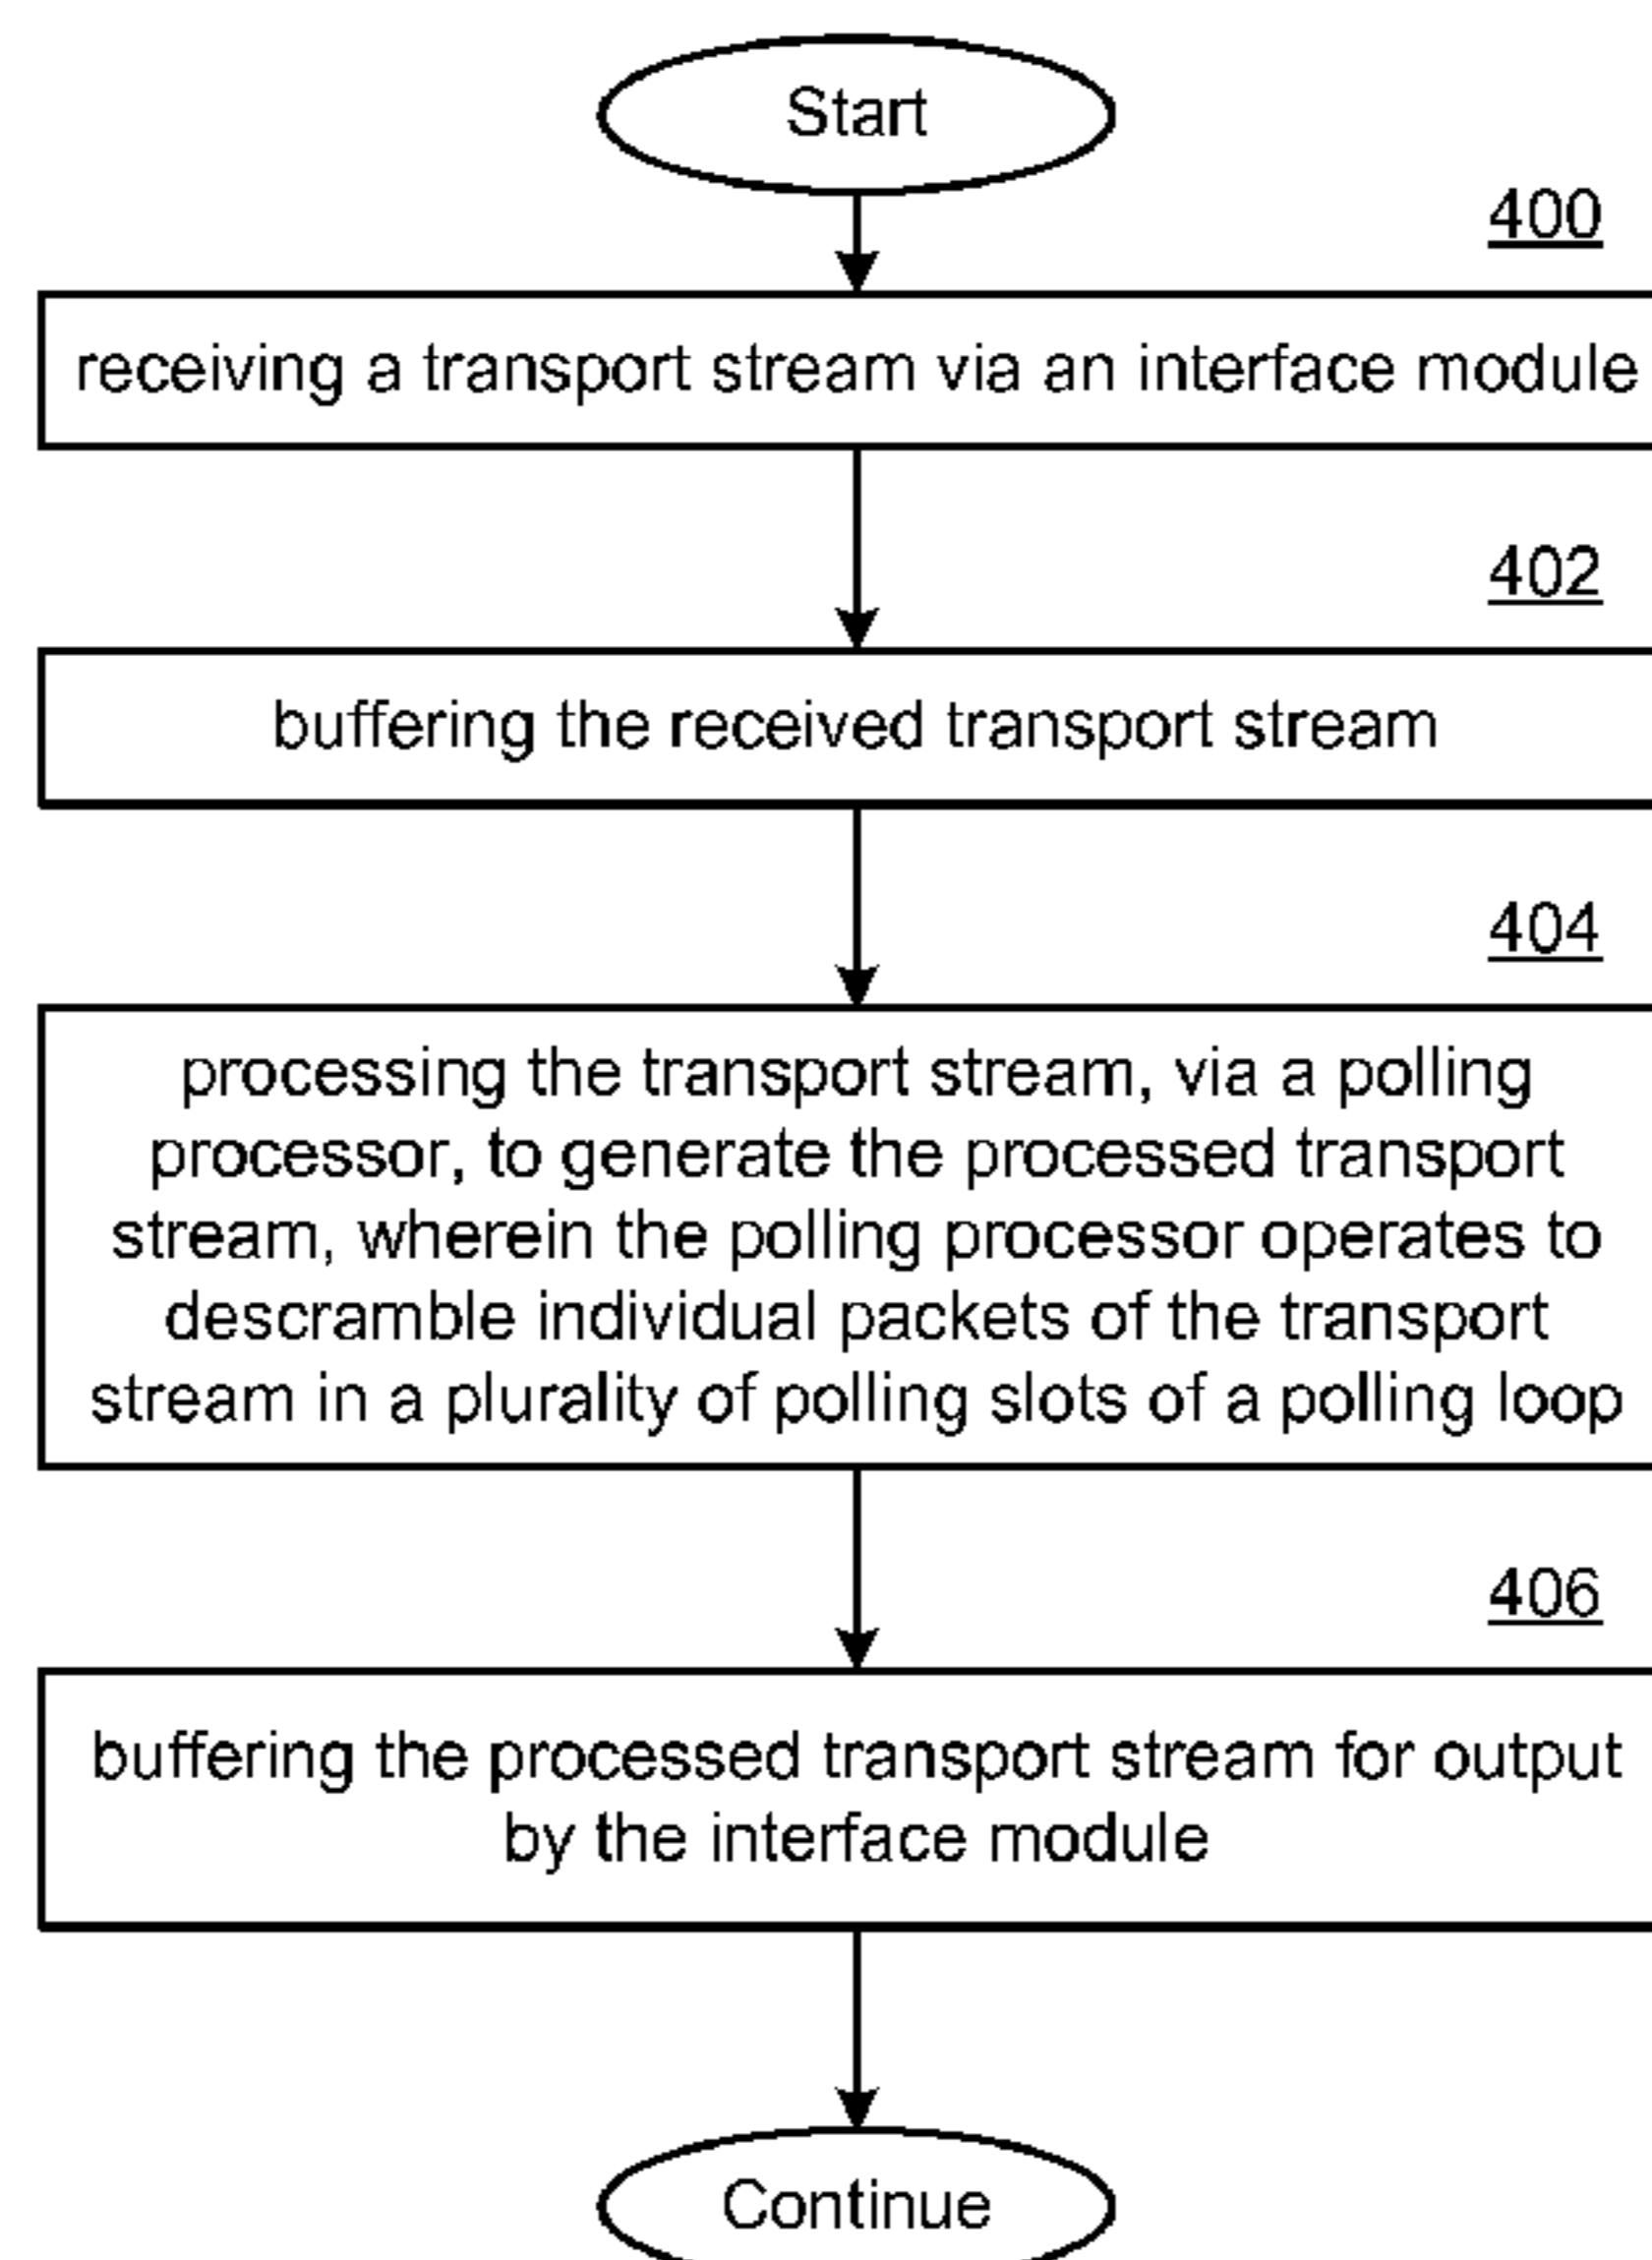 Start
400
receiving a transport stream via an interface module
402
buffering the received transport stream
404
processing the transport stream, via a polling
processor, to generate the processed transport
stream, wherein the polling processor operates to
descramble individual packets of the transport
stream in a plurality of polling slots of a polling loop
406
buffering the processed transport stream for output
by the interface module
Continue